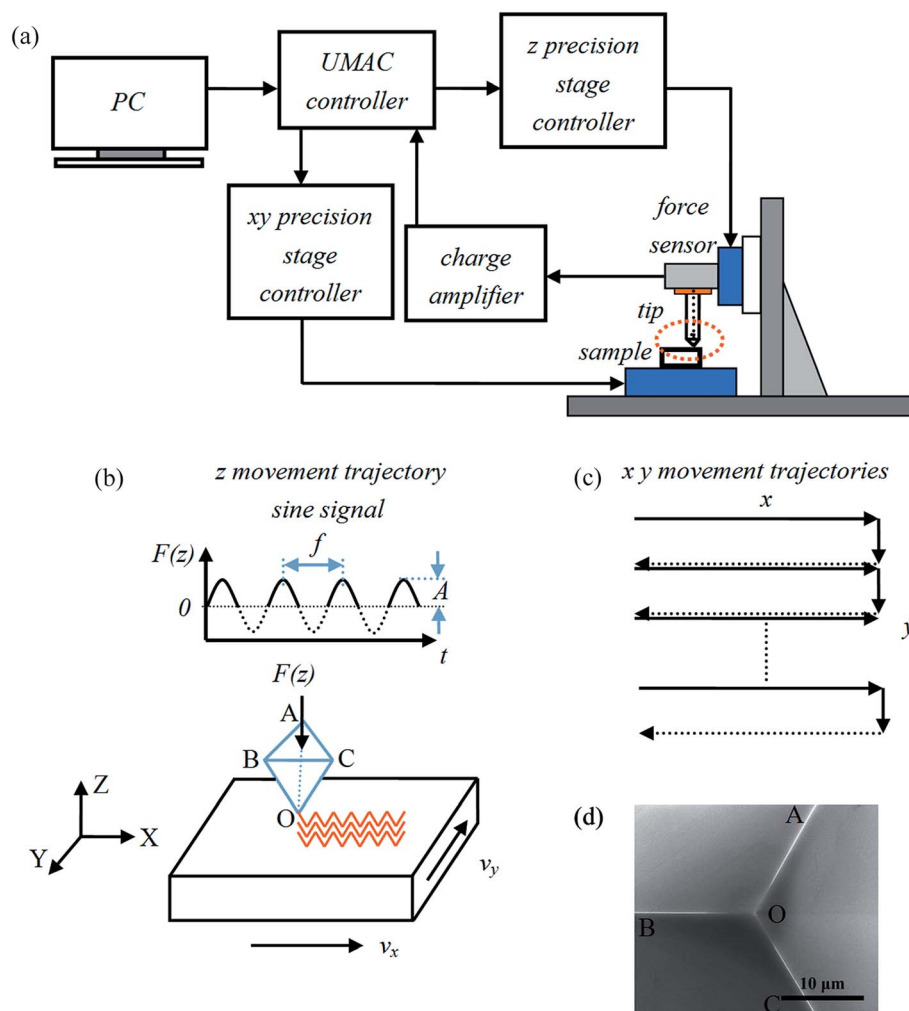 (a)
PC
UMAC
controller
z precision
stage
controller
xy precision
stage
controller
charge
amplifier
force
sensor
tip
sample
(b)
z movement trajectory
sine signal
F(z)
f
A
0
t
F(z)
A
B
C
O
Z
X
Y
v_y
v_x
(c)
x y movement trajectories
x
y
(d)
A
B
O
C
10 μm